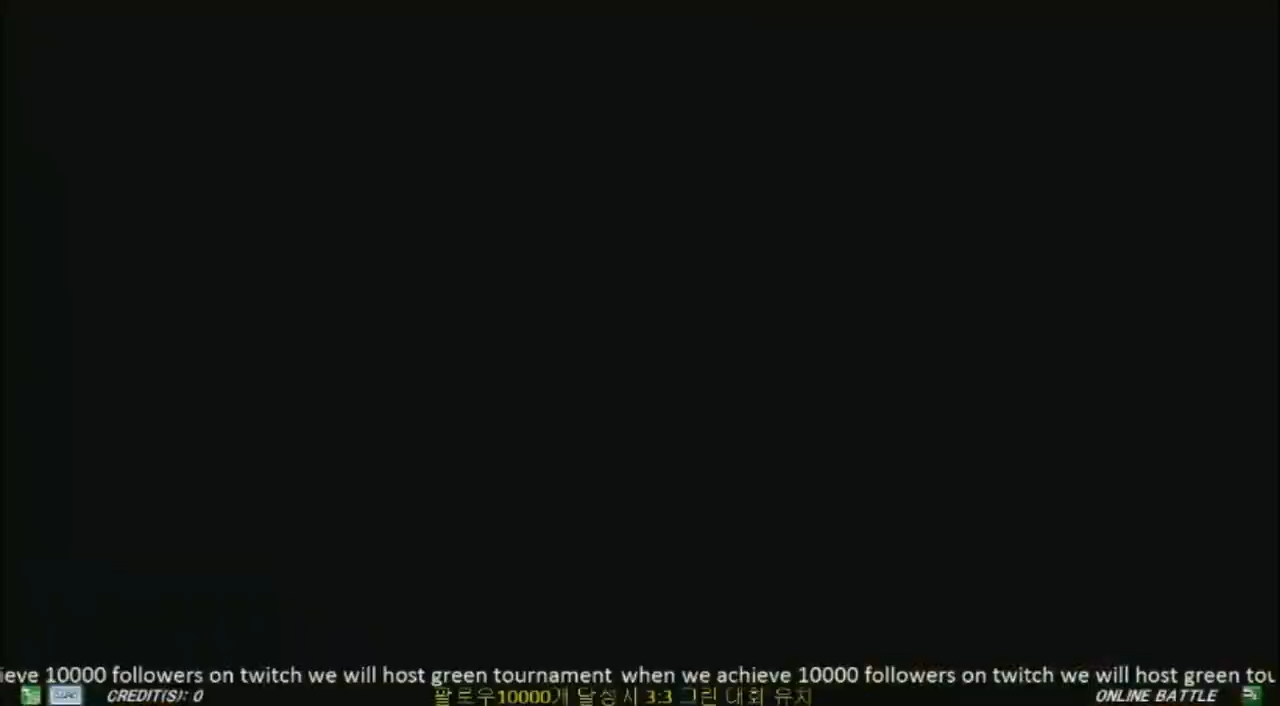 ieve 10000 followers on twitch we will host green tournament when we achieve 10000 followers on twitch we will host green tou
CREDIT(S): 0 팔로우10000개 달성시 3:3 그린 대회 유치 ONLINE BATTLE